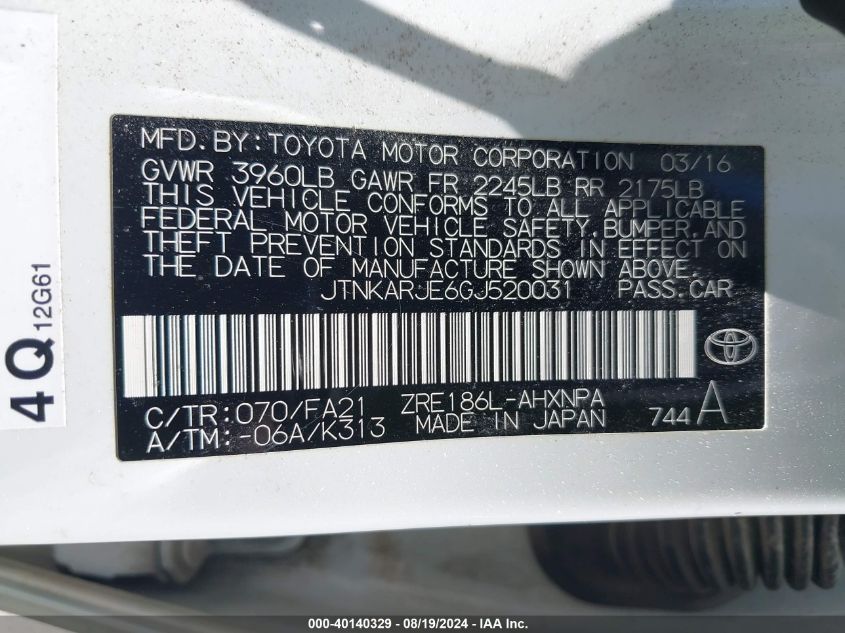 MFD. BY: TOYOTA MOTOR CORPORATION 03/16
GVWR 3960LB GAWR FR 2245LB RR 2175LB
THIS VEHICLE CONFORMS TO ALL APPLICABLE
FEDERAL MOTOR VEHICLE SAFETY, BUMPER, AND
THEFT PREVENTION STANDARDS IN EFFECT ON
THE DATE OF MANUFACTURE SHOWN ABOVE.
JTNKARJE6GJ520031 PASS. CAR
C/TR: 070/FA21 ZRE186L-AHXNPA
A/TM: -06A/K313 MADE IN JAPAN 744 A
4Q 12G61
000-40140329 - 08/19/2024 - IAA Inc.